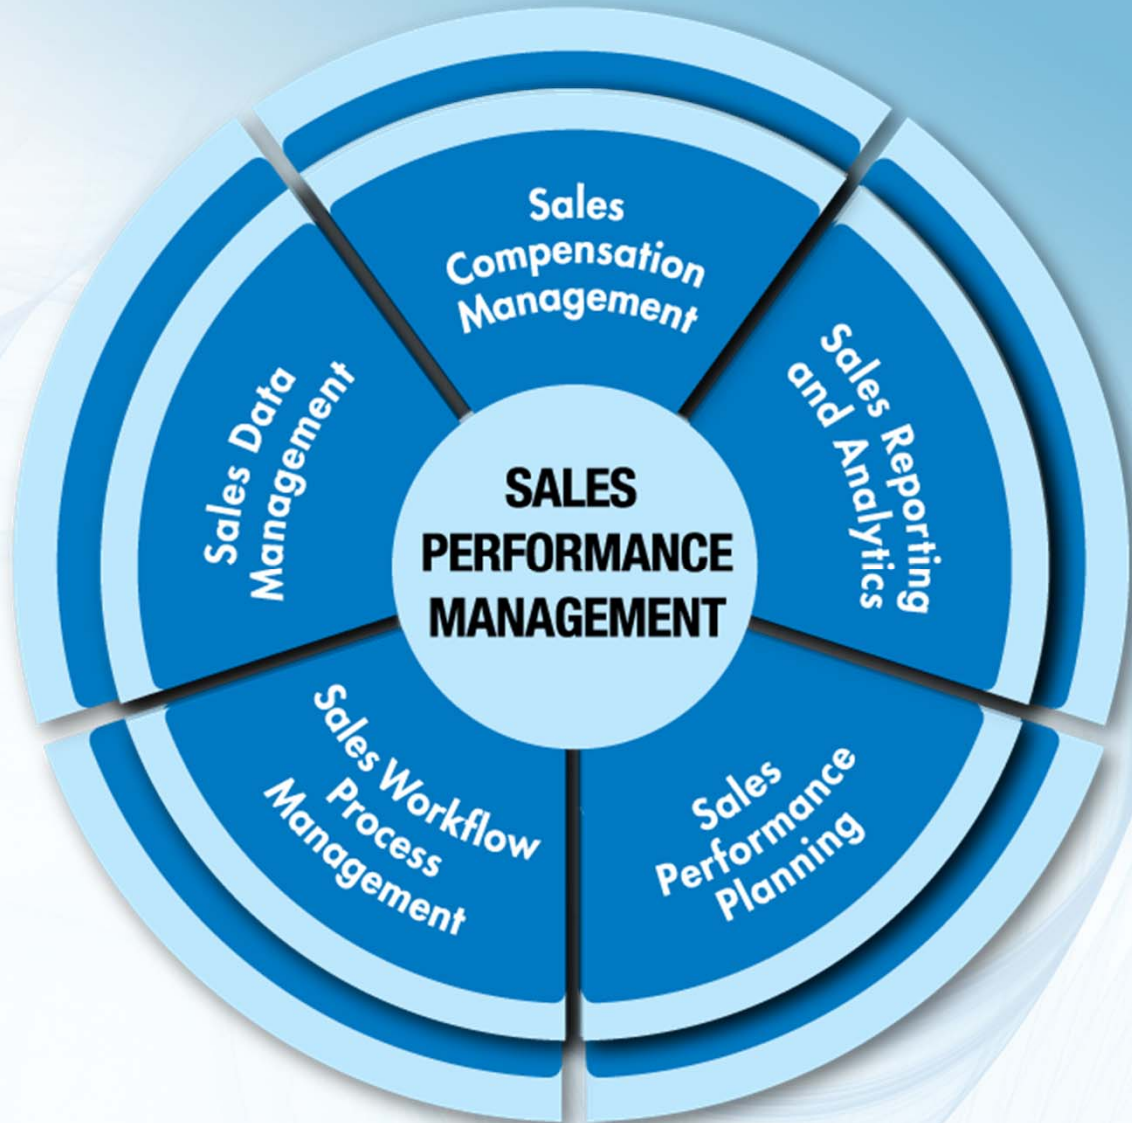 Sales
Compensation
Management
Sales Reporting
and Analytics
Sales
Performance
Planning
Sales Workflow
Process
Management
Sales Data
Management
SALES
PERFORMANCE
MANAGEMENT